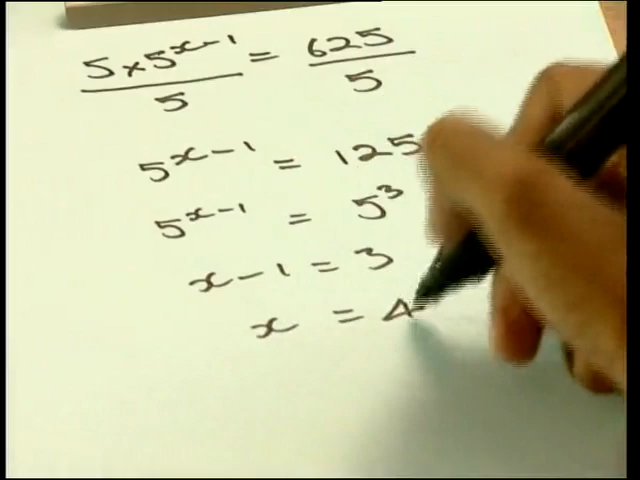 5×5^x-1 / 5 = 625 / 5
5^x-1 = 125
5^x-1 = 5^3
x-1 = 3
x = 4